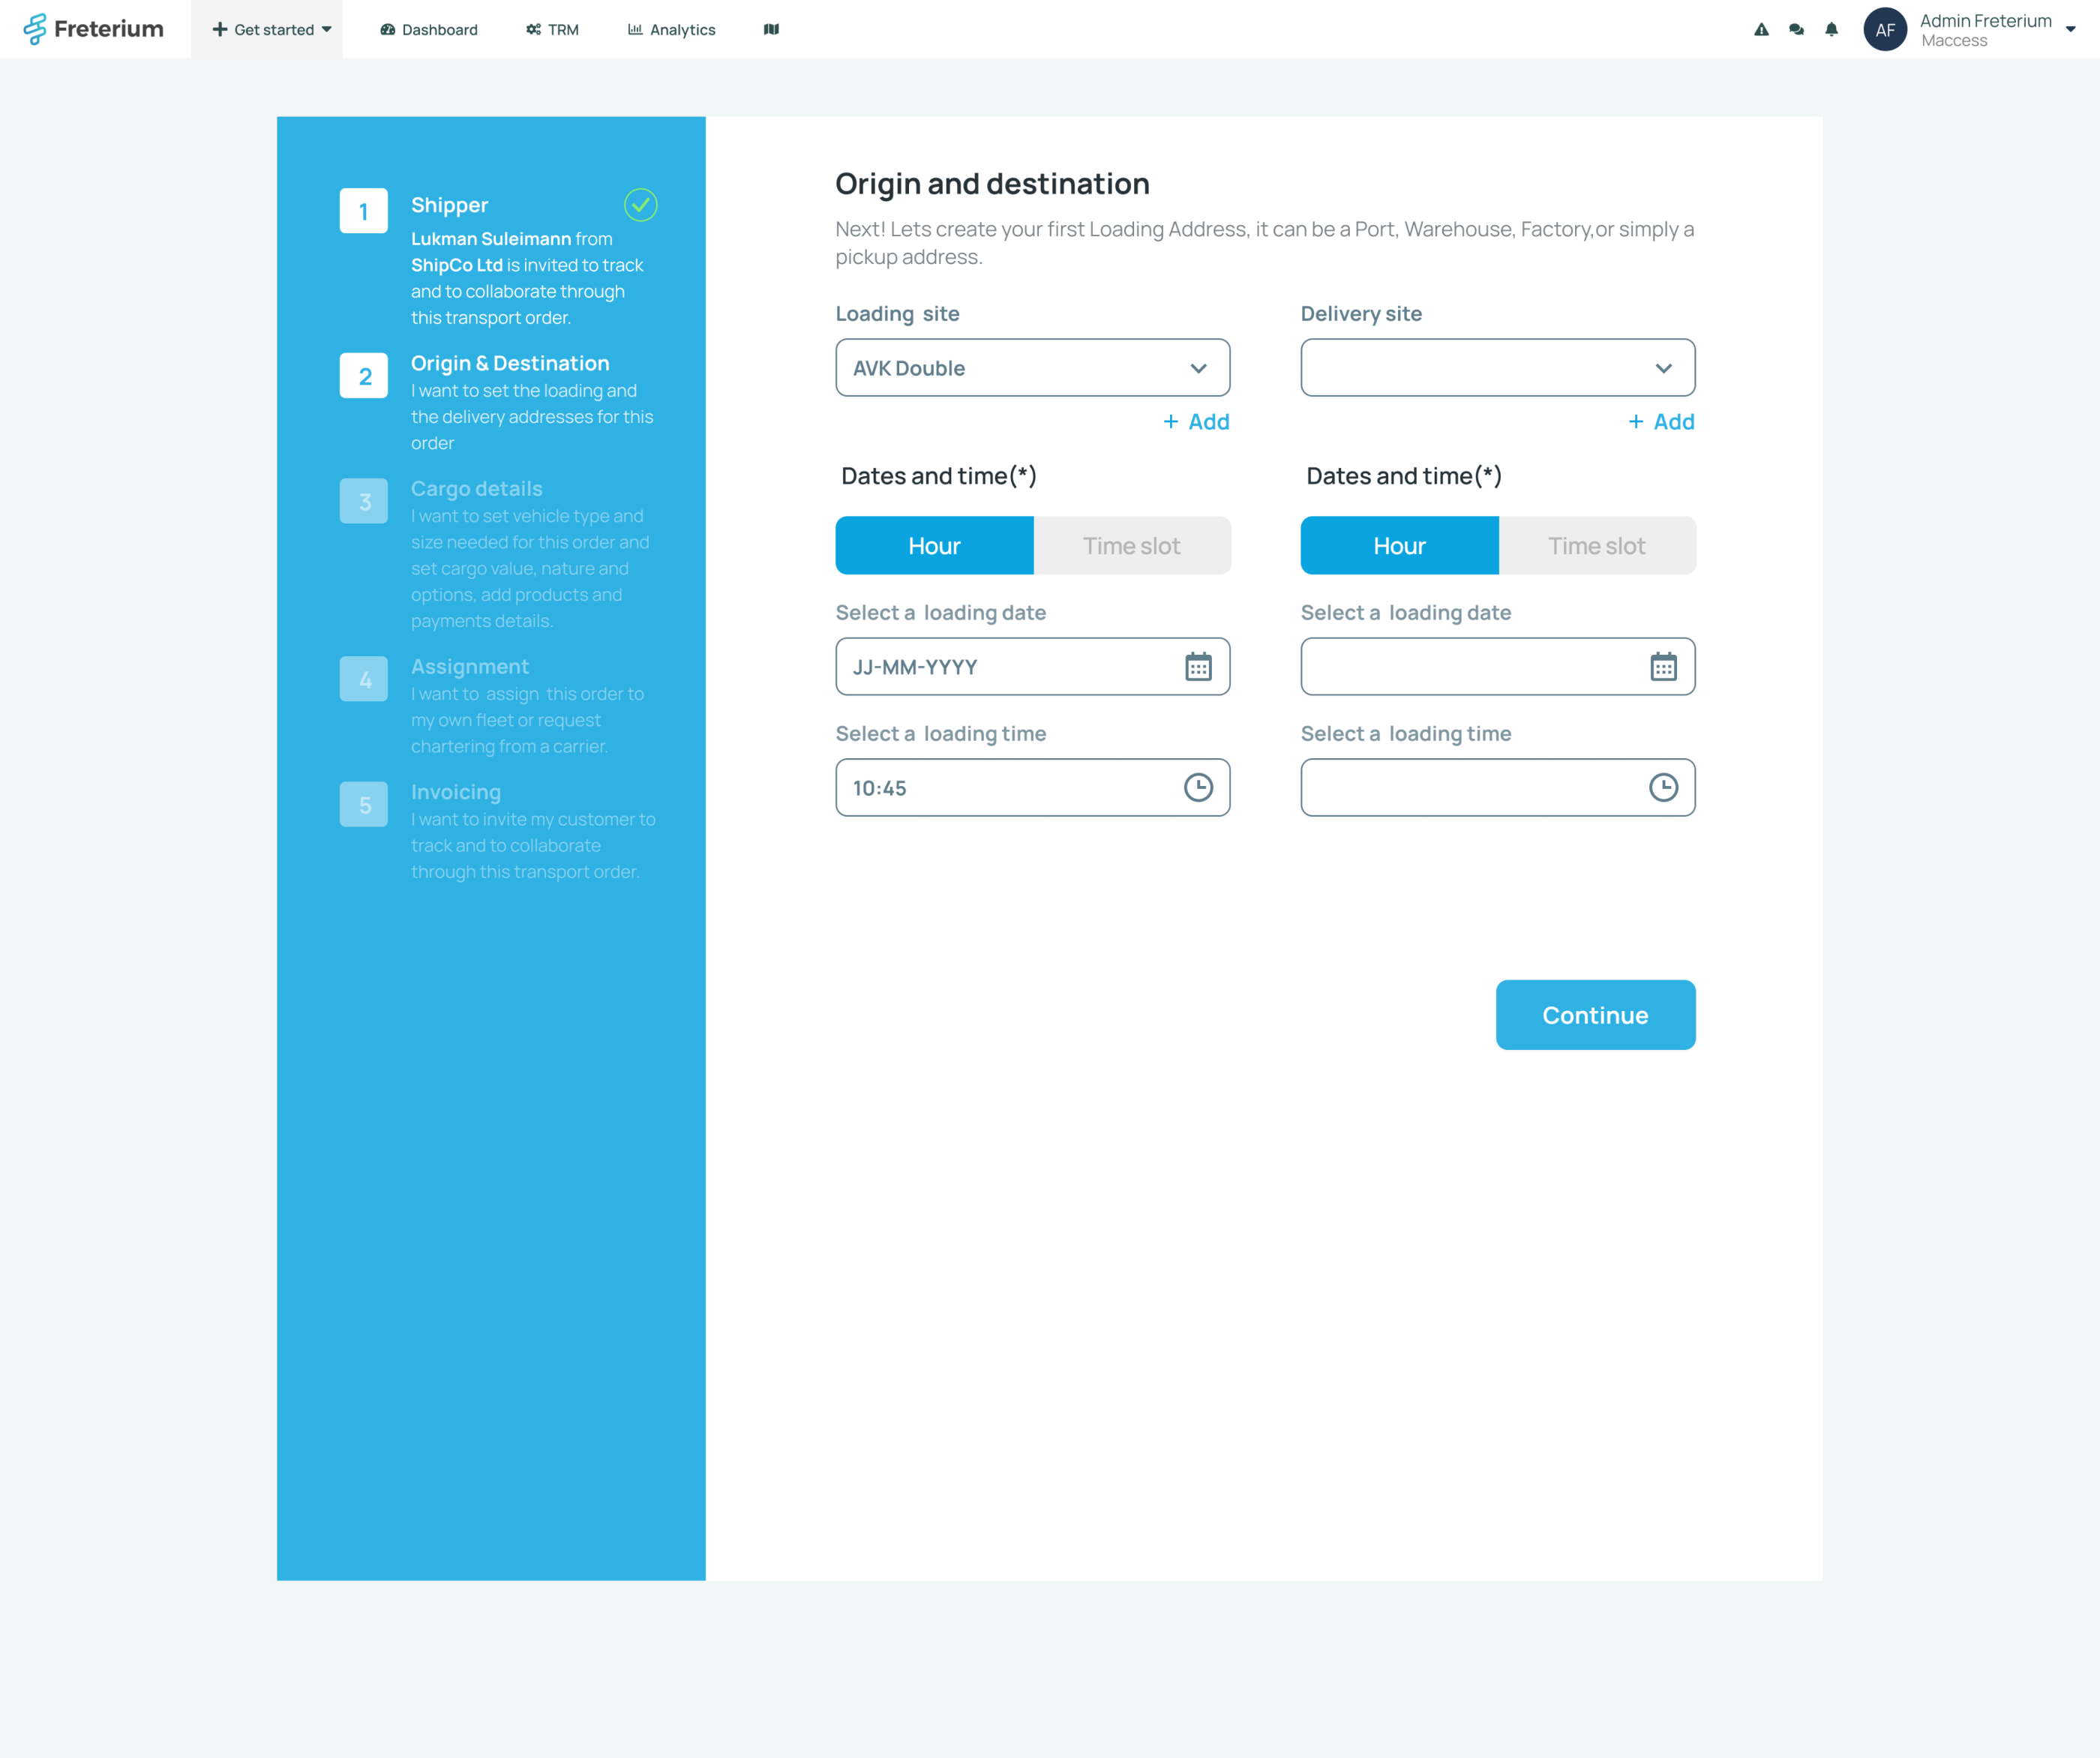 Freterium
Get started
Dashboard
TRM
Analytics
AF
Admin Freterium
Maccess
1
Shipper
Lukman Suleimann from
ShipCo Ltd is invited to track
and to collaborate through
this transport order.
2
Origin & Destination
I want to set the loading and
the delivery addresses for this
order
3
Cargo details
I want to set vehicle type and
size needed for this order and
set cargo value, nature and
options, add products and
payments details.
4
Assignment
I want to assign this order to
my own fleet or request
chartering from a carrier.
5
Invoicing
I want to invite my customer to
track and to collaborate
through this transport order.
Origin and destination
Next! Lets create your first Loading Address, it can be a Port, Warehouse, Factory,or simply a
pickup address.
Loading site
AVK Double
+ Add
Dates and time(*)
Hour
Time slot
Select a loading date
JJ-MM-YYYY
Select a loading time
10:45
Delivery site
+ Add
Dates and time(*)
Hour
Time slot
Select a loading date
Select a loading time
Continue